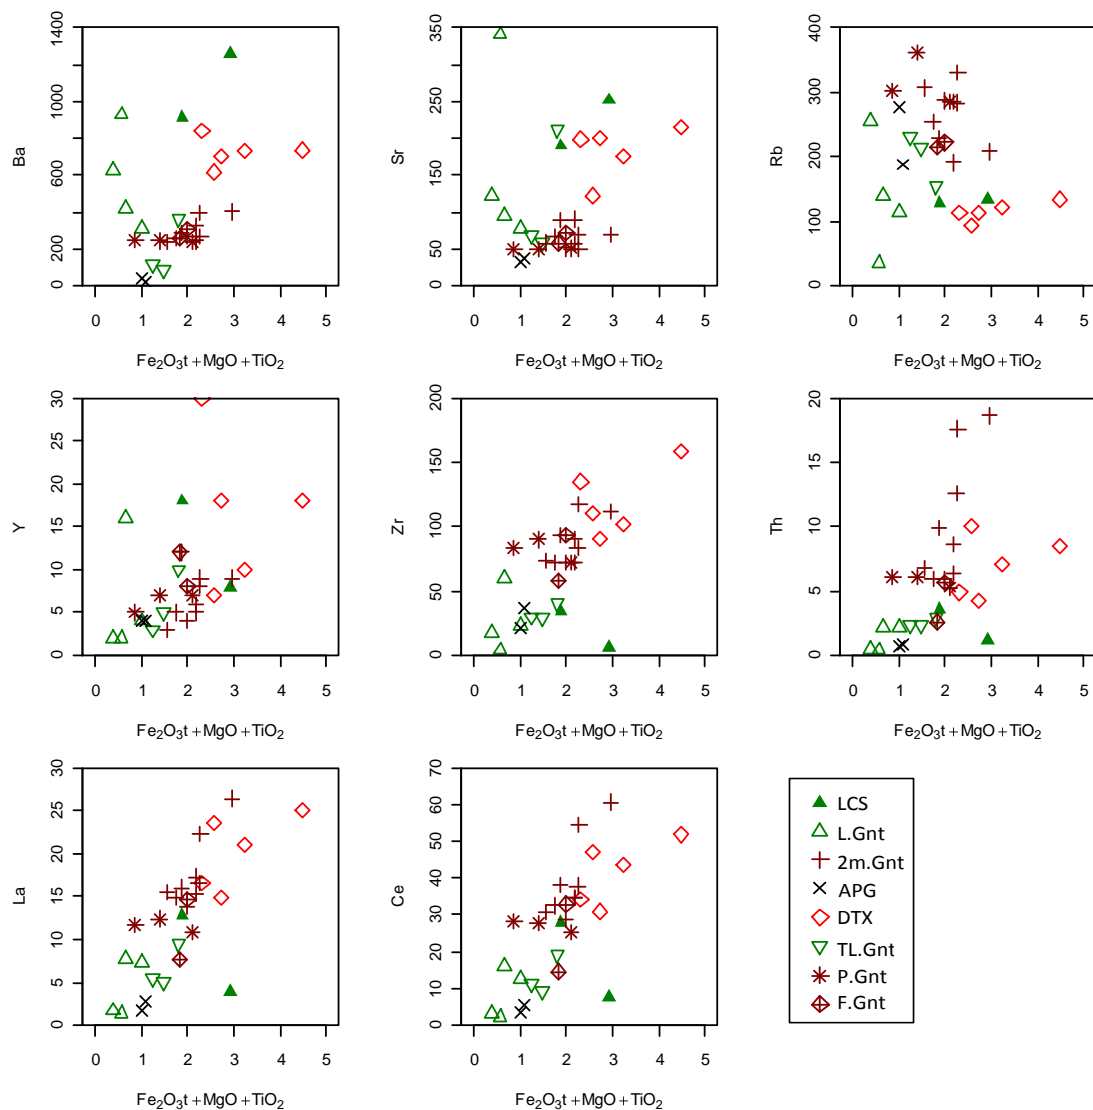 1400
1000
600
400
200
0
Ba
0 1 2 3 4 5
Fe₂O₃t + MgO + TiO₂
350
250
150
50
0
Sr
0 1 2 3 4 5
Fe₂O₃t + MgO + TiO₂
400
300
200
100
0
Rb
0 1 2 3 4 5
Fe₂O₃t + MgO + TiO₂
30
25
20
15
10
5
0
Y
0 1 2 3 4 5
Fe₂O₃t + MgO + TiO₂
200
150
100
50
0
Zr
0 1 2 3 4 5
Fe₂O₃t + MgO + TiO₂
20
15
10
5
0
Th
0 1 2 3 4 5
Fe₂O₃t + MgO + TiO₂
30
25
20
15
10
5
0
La
0 1 2 3 4 5
Fe₂O₃t + MgO + TiO₂
70
60
50
40
30
20
10
0
Ce
0 1 2 3 4 5
Fe₂O₃t + MgO + TiO₂
LCS
L.Gnt
2m.Gnt
APG
DTX
TL.Gnt
P.Gnt
F.Gnt